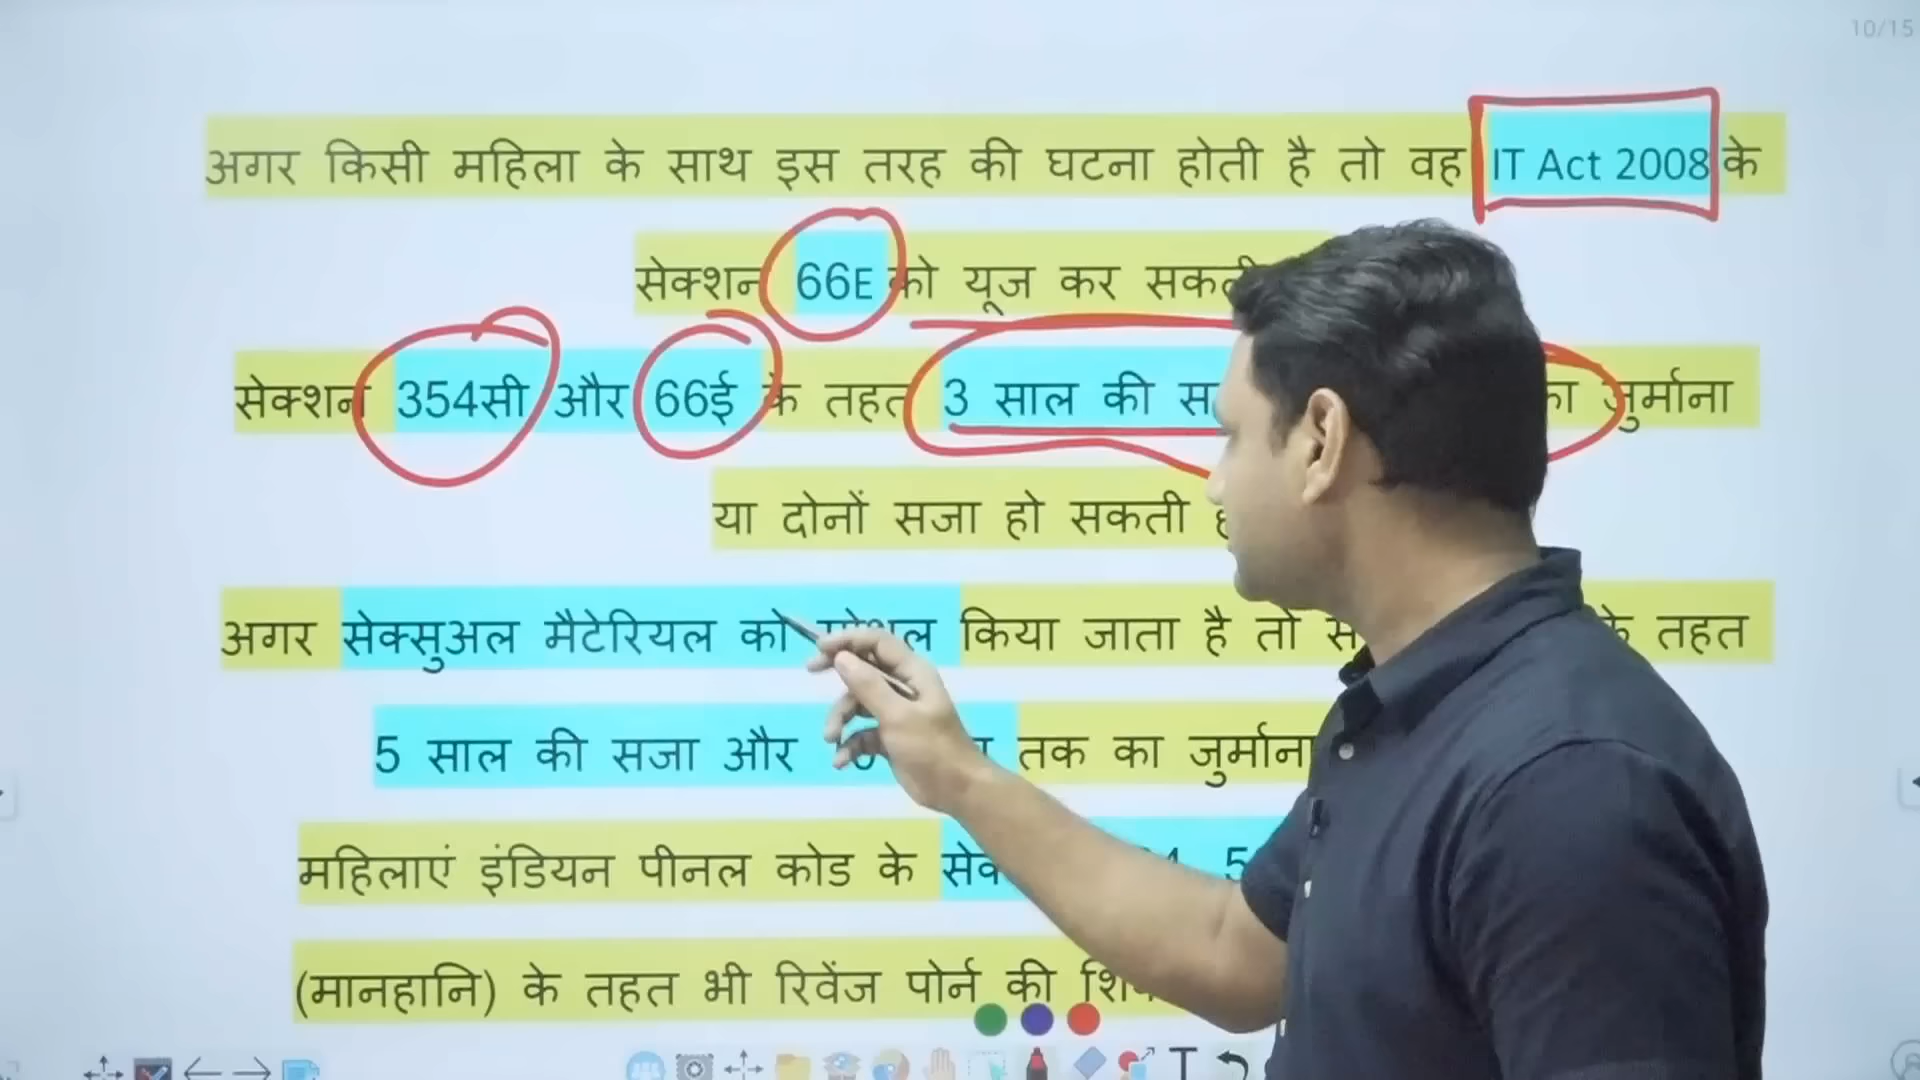 10/15
अगर किसी महिला के साथ इस तरह की घटना होती है तो वह IT Act 2008 के
सेक्शन 66E को यूज कर
सेक्शन 354सी और 66ई के तहत 3 साल की जुर्माना
या दोनों सजा हो सकती
अगर सेक्सुअल मैटेरियल को किया जाता है तो के तहत
5 साल की सजा और तक का जुर्माना
महिलाएं इंडियन पीनल कोड के
(मानहानि) के तहत भी रिवेंज पोर्न की